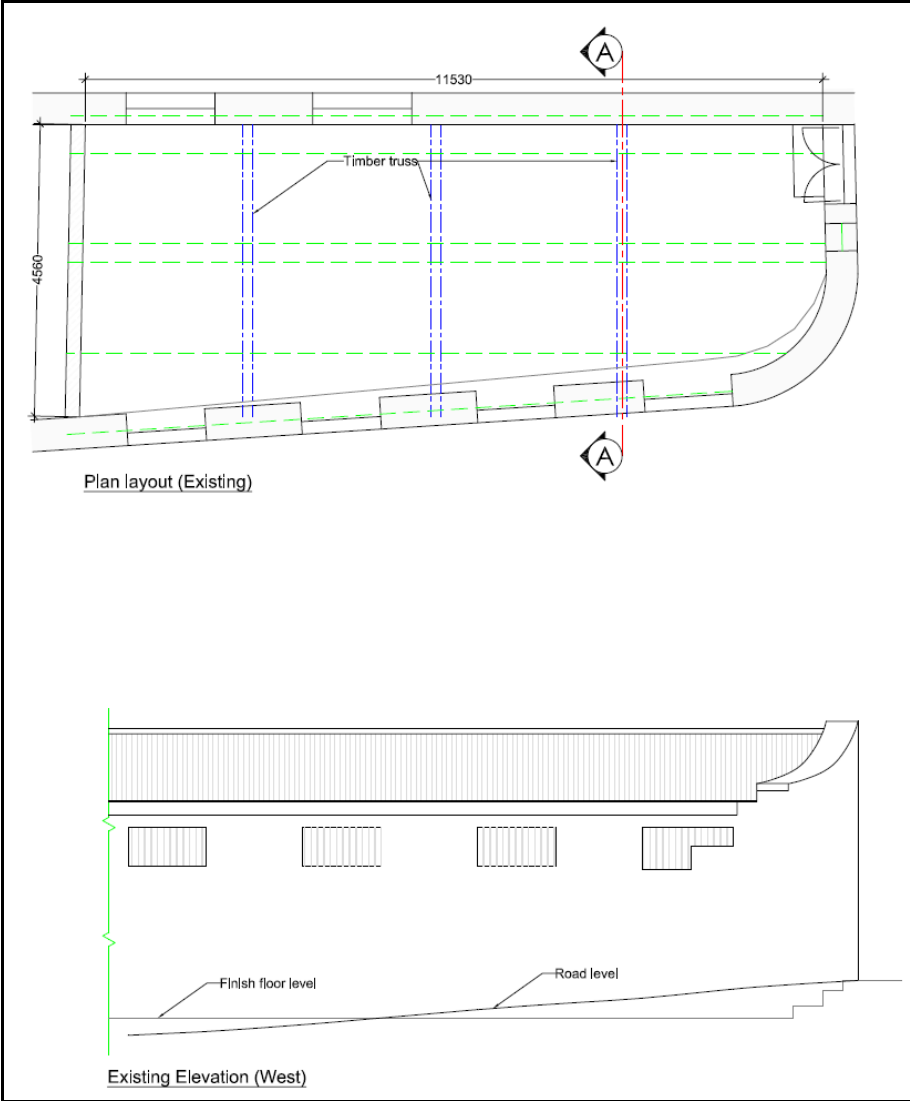 A
11530
Timber truss
4560
A
Plan layout (Existing)
Finish floor level
Road level
Existing Elevation (West)